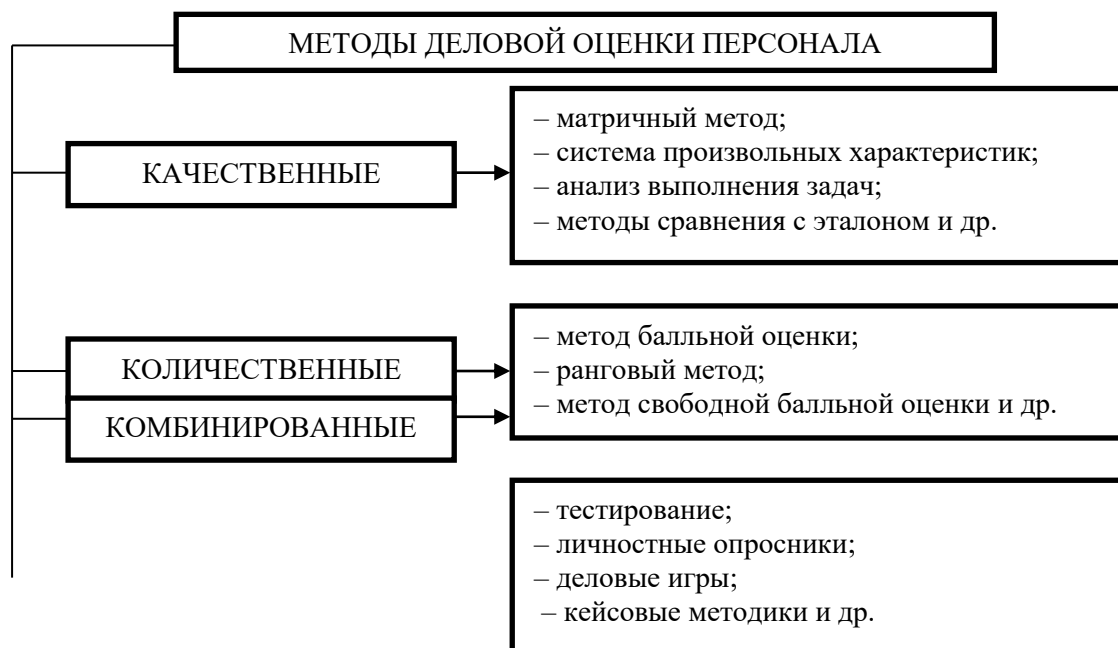 МЕТОДЫ ДЕЛОВОЙ ОЦЕНКИ ПЕРСОНАЛА
КАЧЕСТВЕННЫЕ
– матричный метод;
– система произвольных характеристик;
– анализ выполнения задач;
– методы сравнения с эталоном и др.
КОЛИЧЕСТВЕННЫЕ
КОМБИНИРОВАННЫЕ
– метод балльной оценки;
– ранговый метод;
– метод свободной балльной оценки и др.
– тестирование;
– личностные опросники;
– деловые игры;
– кейсовые методики и др.